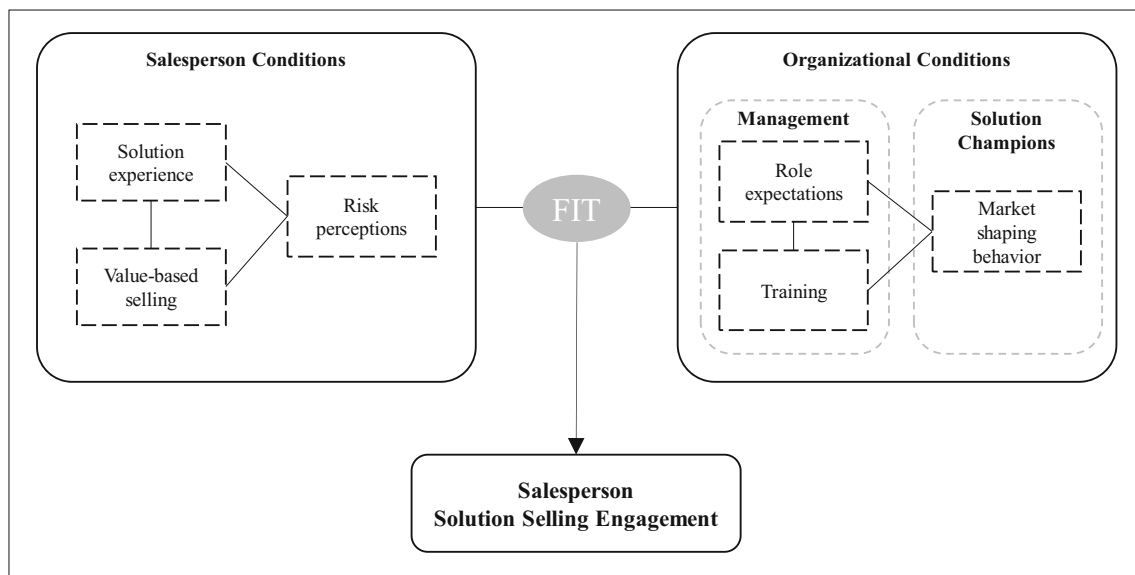 Salesperson Conditions
Solution
experience
Value-based
selling
Risk
perceptions
FIT
Organizational Conditions
Management
Role
expectations
Training
Solution
Champions
Market
shaping
behavior
Salesperson
Solution Selling Engagement